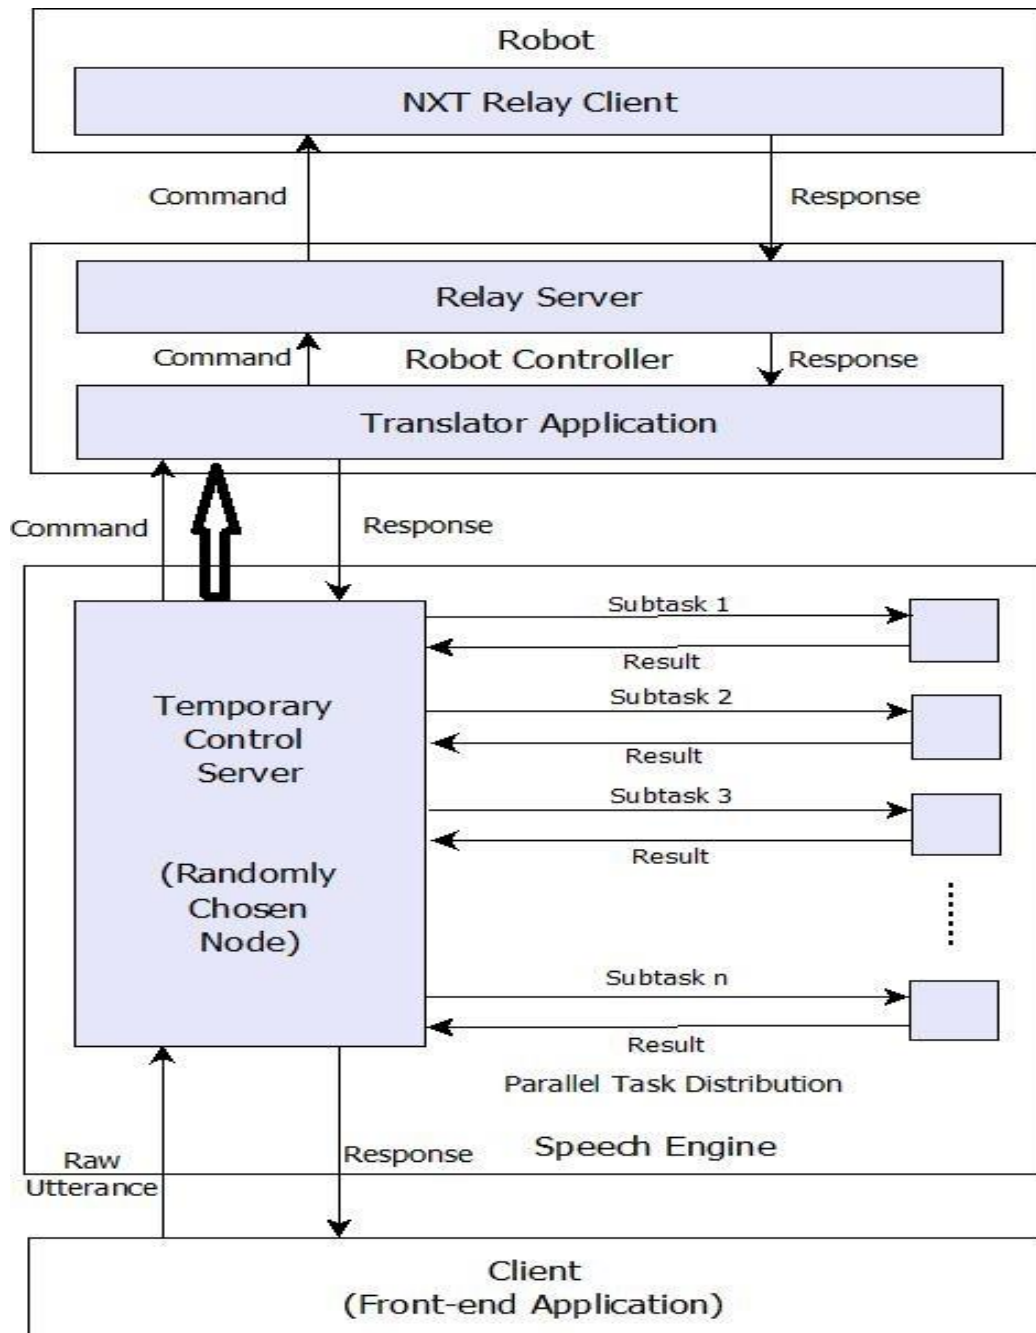 Robot
NXT Relay Client
Command
Response
Relay Server
Command
Robot Controller
Response
Translator Application
Command
Response
Subtask 1
Result
Temporary
Control
Server
Subtask 2
Result
Subtask 3
Result
(Randomly
Chosen
Node)
Subtask n
Result
Parallel Task Distribution
Speech Engine
Raw
Utterance
Response
Client
(Front-end Application)